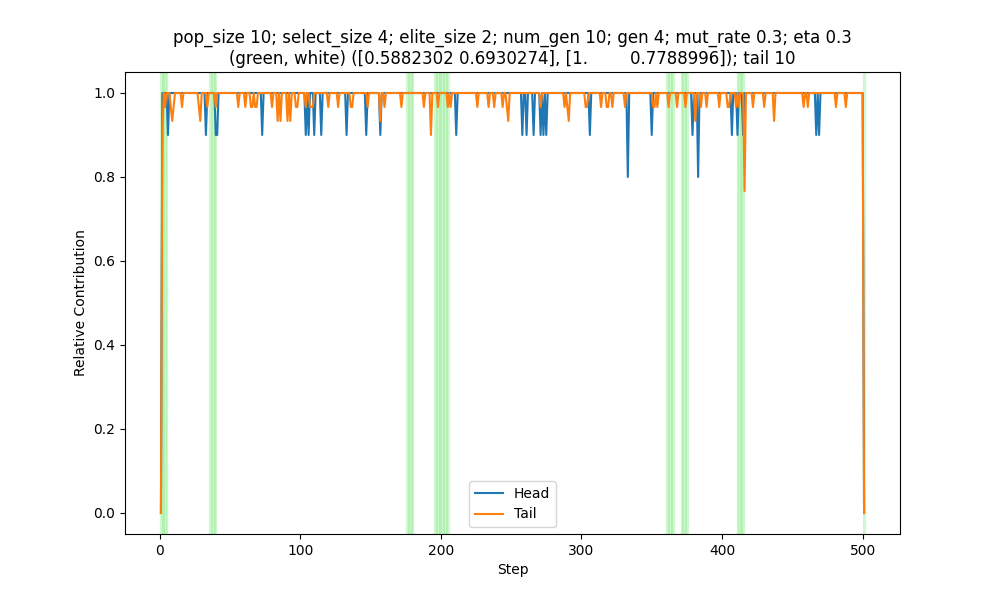 pop_size 10; select_size 4; elite_size 2; num_gen 10; gen 4; mut_rate 0.3; eta 0.3
(green, white) ([0.5882302 0.6930274], [1.        0.7788996]); tail 10
1.0
0.8
0.6
0.4
0.2
0.0
Relative Contribution
Head
Tail
0 100 200 300 400 500
Step